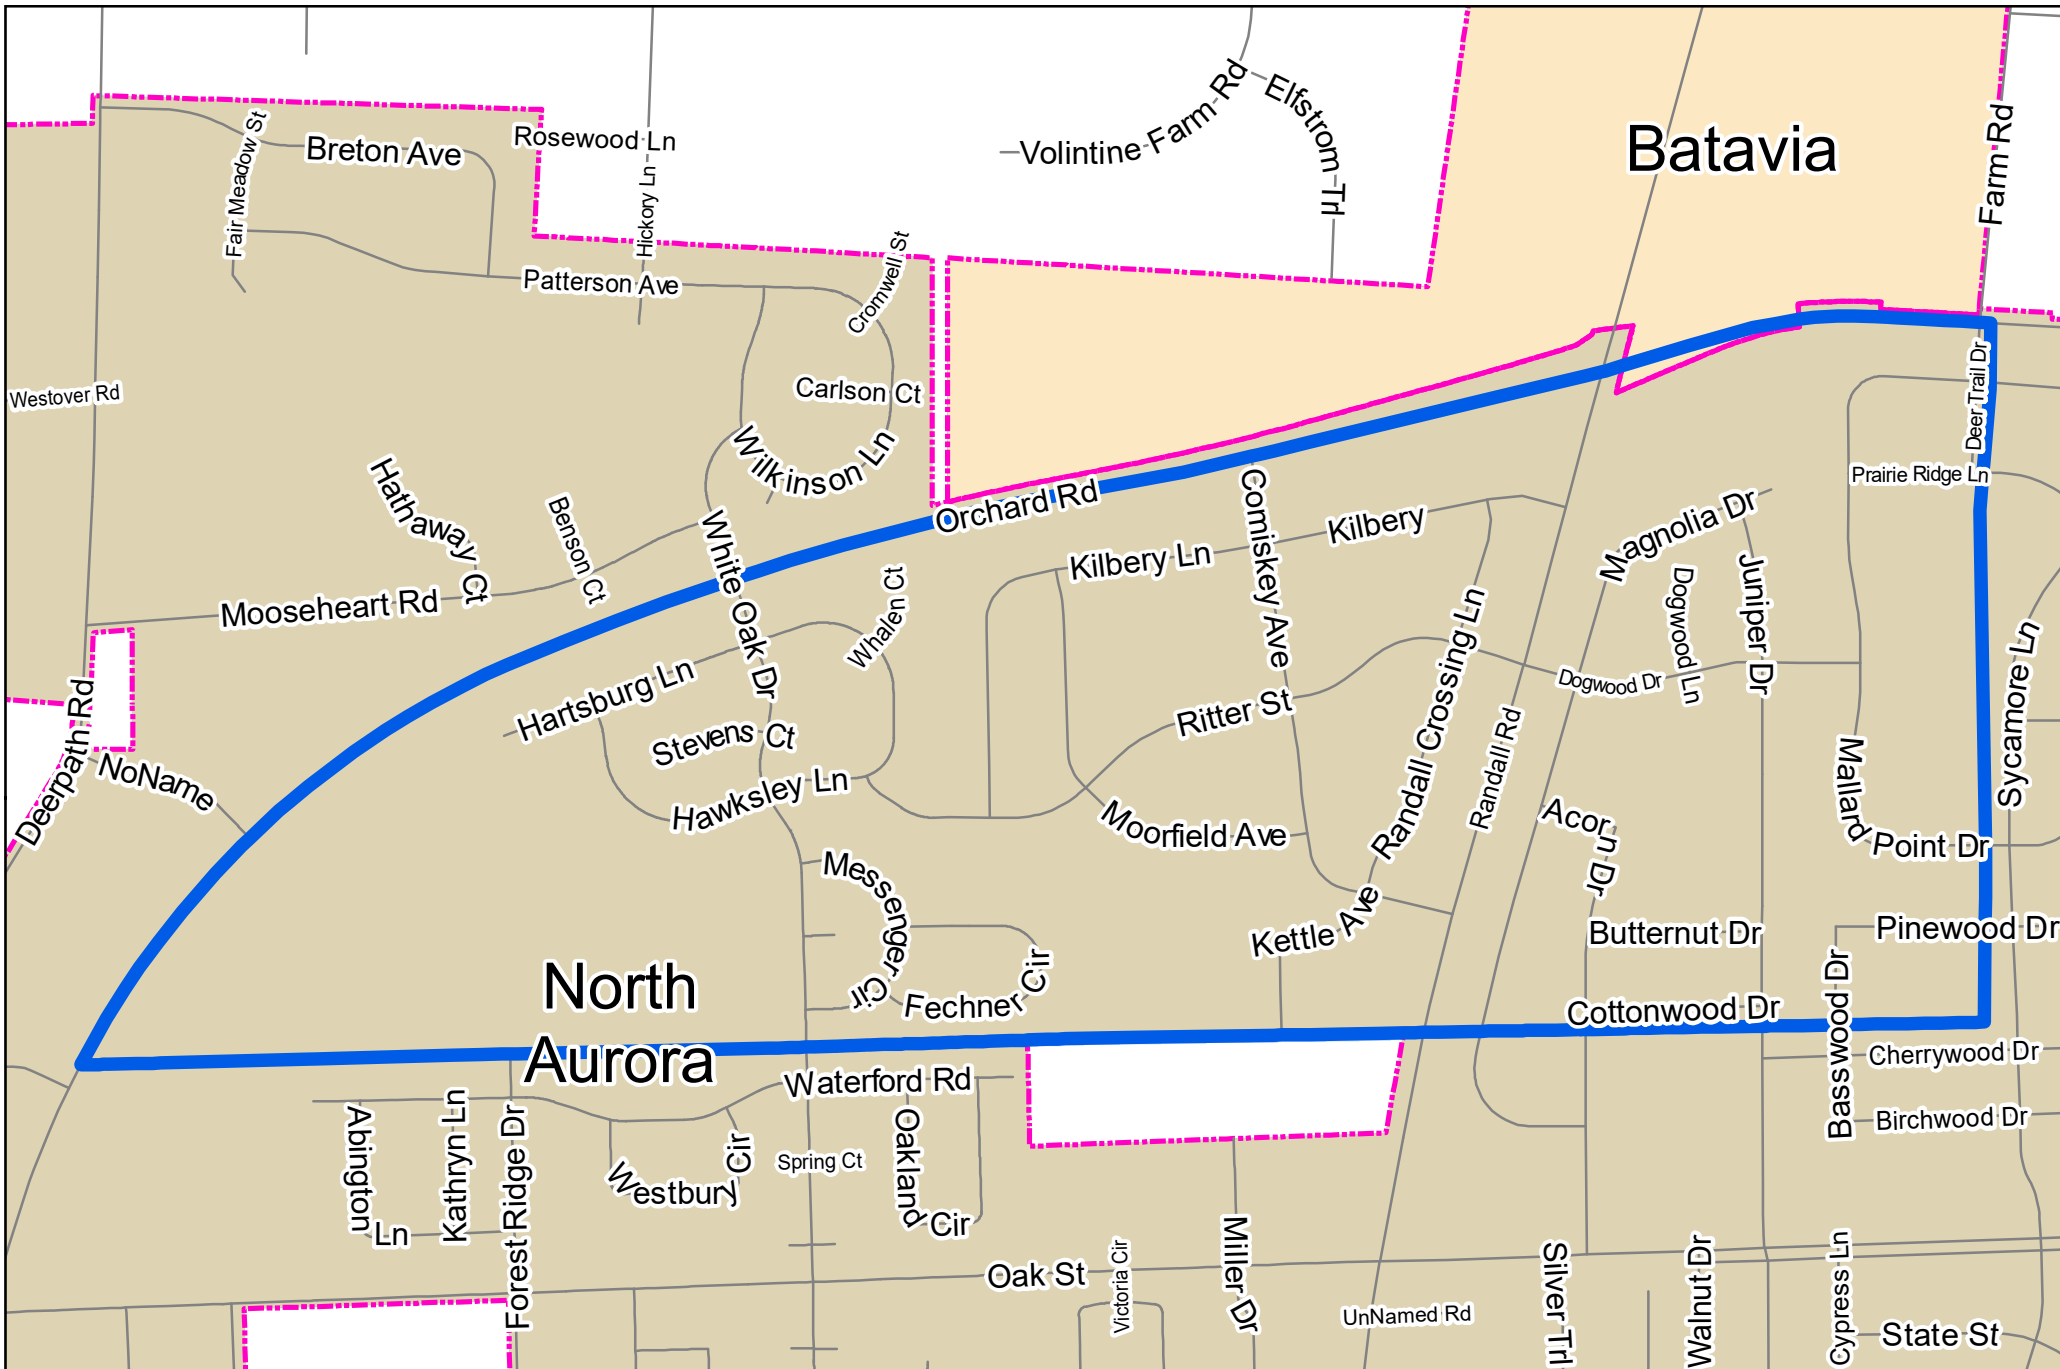 Batavia
Farm Rd
Volintine Farm Rd
Elfstrom Trl
Fair Meadow St
Breton Ave
Rosewood Ln
Hickory Ln
Patterson Ave
Cromwell St
Carlson Ct
Westover Rd
Wilkinson Ln
Deer Trail Dr
Prairie Ridge Ln
Hathaway Ct
Benson Ct
White Oak Dr
Orchard Rd
Comiskey Ave
Kilbery
Kilbery Ln
Magnolia Dr
Dogwood Ln
Juniper Dr
Mooseheart Rd
Whalen Ct
Hartsburg Ln
Stevens Ct
Hawksley Ln
Ritter St
Randall Crossing Ln
Randall Rd
Dogwood Dr
Sycamore Ln
Deerpath Rd
NoName
Moorfield Ave
Acorn Dr
Mallard Point Dr
Messenger Cir
Fechner Cir
Kettle Ave
Butternut Dr
Pinewood Dr
North
Aurora
Cottonwood Dr
Basswood Dr
Cherrywood Dr
Birchwood Dr
Waterford Rd
Abington Ln
Kathryn Ln
Forest Ridge Dr
Westbury Cir
Spring Ct
Oakland Cir
Oak St
Victoria Cir
Miller Dr
UnNamed Rd
Silver Trl
Walnut Dr
Cypress Ln
State St